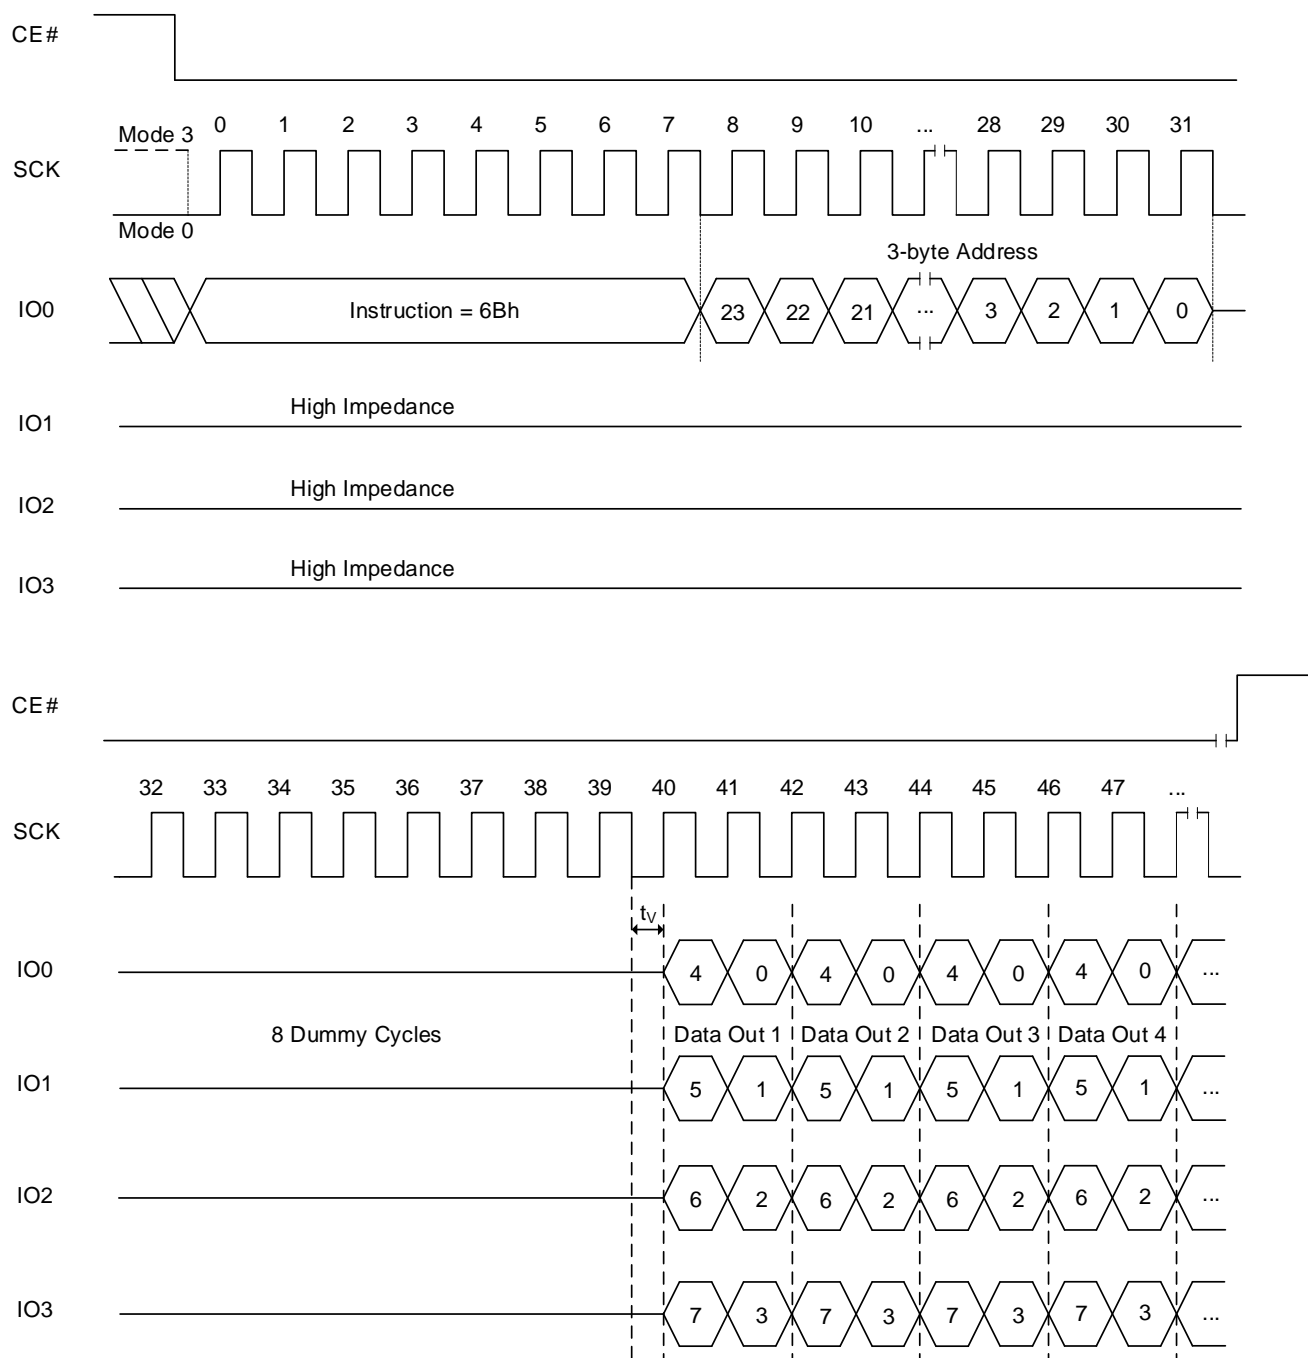 CE#
Mode 3 0 1 2 3 4 5 6 7 8 9 10 ... 28 29 30 31
SCK
Mode 0
3-byte Address
IO0 Instruction = 6Bh 23 22 21 ... 3 2 1 0
High Impedance
IO1
High Impedance
IO2
High Impedance
IO3
CE#
32 33 34 35 36 37 38 39 40 41 42 43 44 45 46 47 ...
SCK
tV
IO0 4 0 4 0 4 0 4 0 ...
8 Dummy Cycles Data Out 1 Data Out 2 Data Out 3 Data Out 4
IO1 5 1 5 1 5 1 5 1 ...
IO2 6 2 6 2 6 2 6 2 ...
IO3 7 3 7 3 7 3 7 3 ...